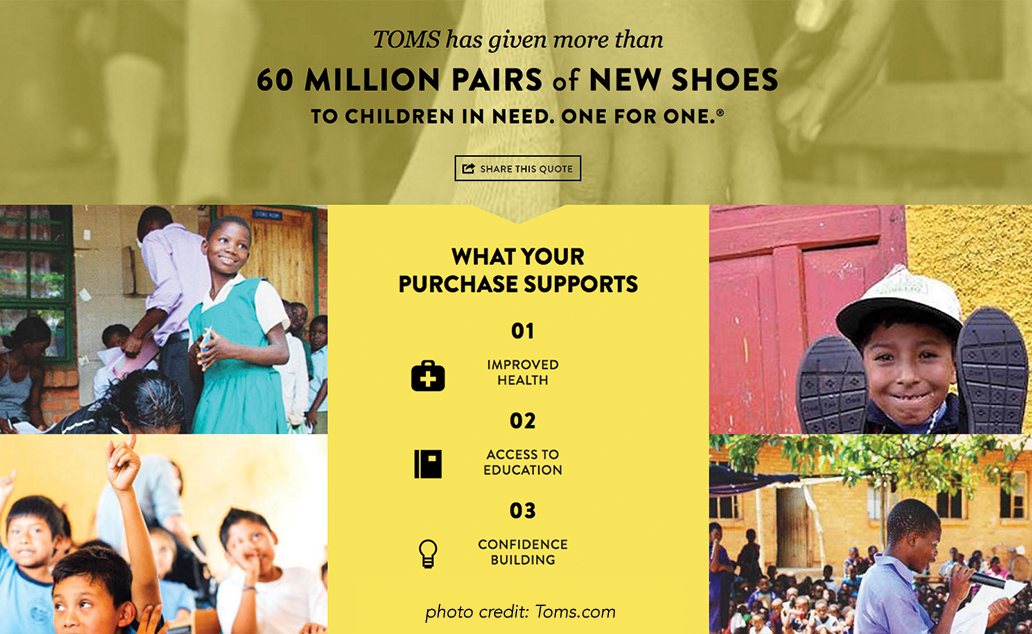 TOMS has given more than
60 MILLION PAIRS of NEW SHOES
TO CHILDREN IN NEED. ONE FOR ONE.®
SHARE THIS QUOTE
WHAT YOUR
PURCHASE SUPPORTS
01
IMPROVED
HEALTH
02
ACCESS TO
EDUCATION
03
CONFIDENCE
BUILDING
photo credit: Toms.com